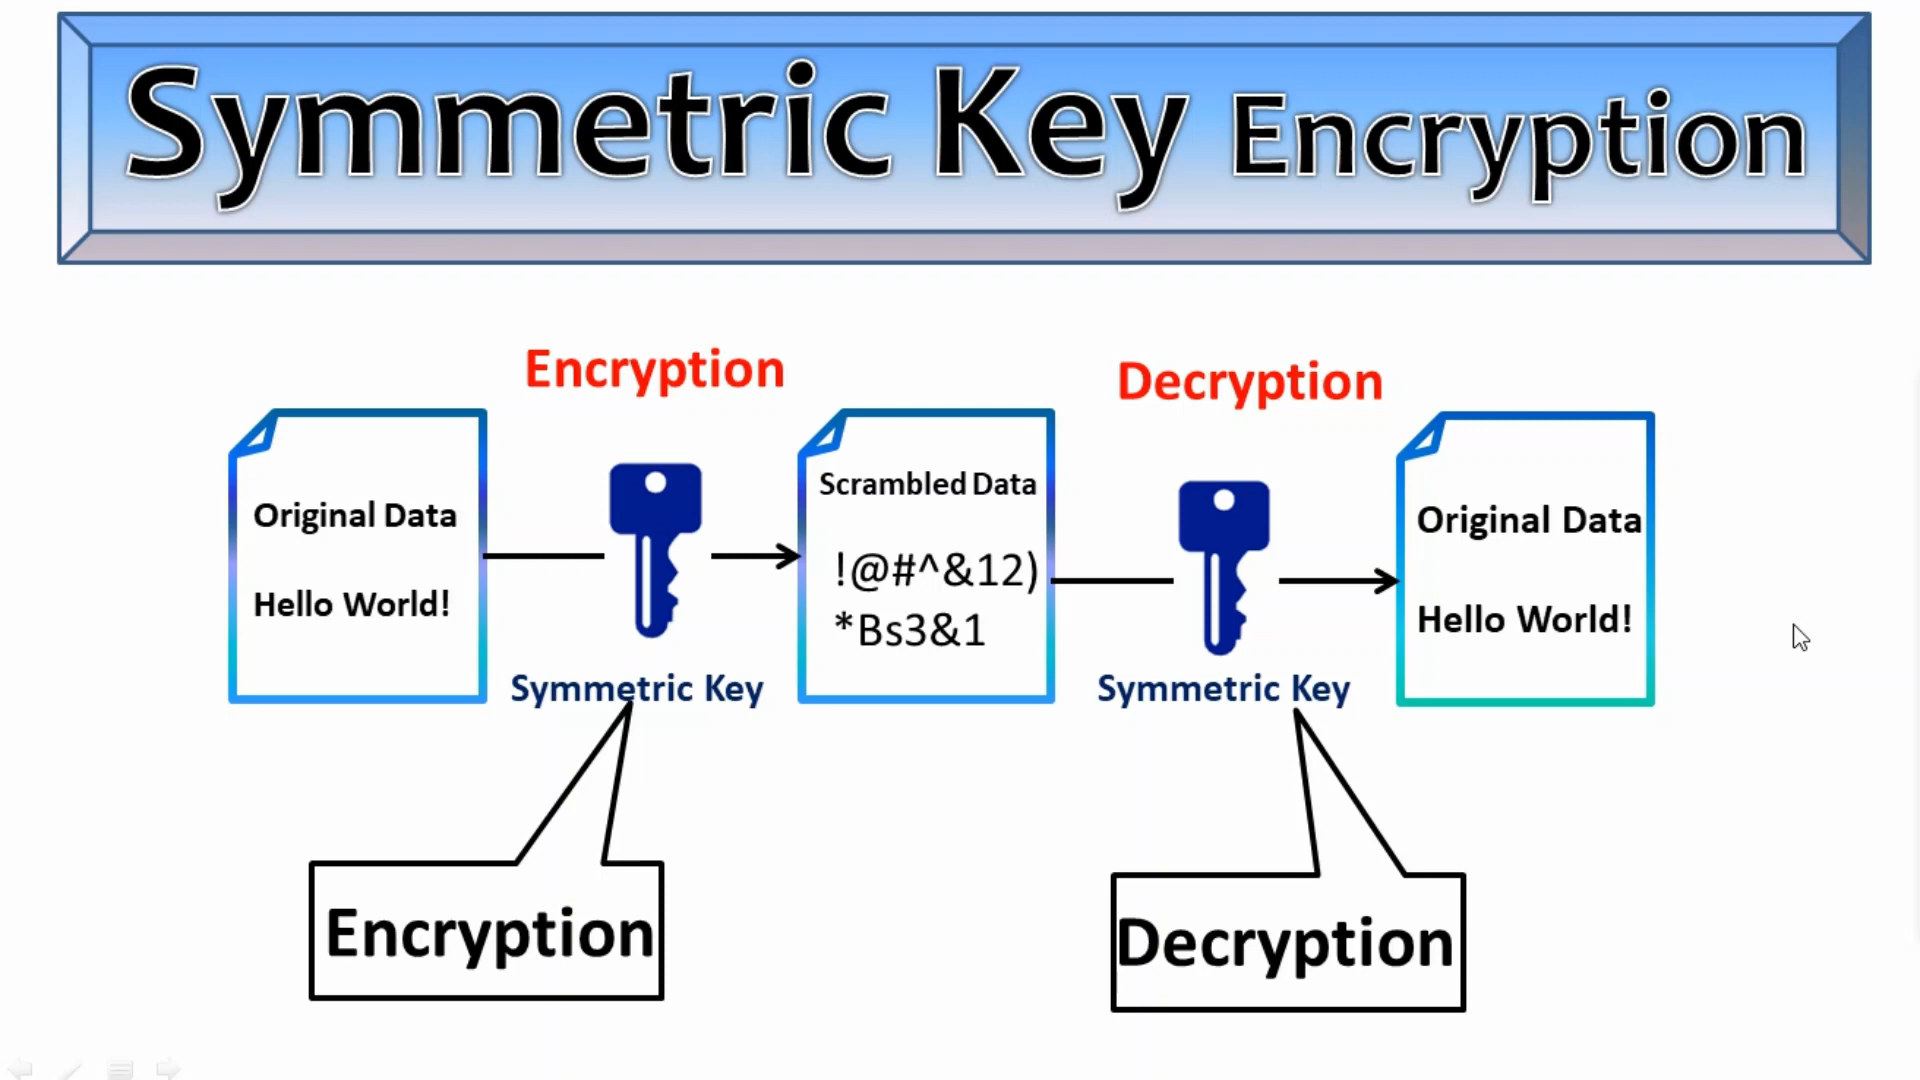 Symmetric Key Encryption
Encryption
Decryption
Original Data
Hello World!
Symmetric Key
Scrambled Data
!@#^&12)
*Bs3&1
Symmetric Key
Original Data
Hello World!
Encryption
Decryption